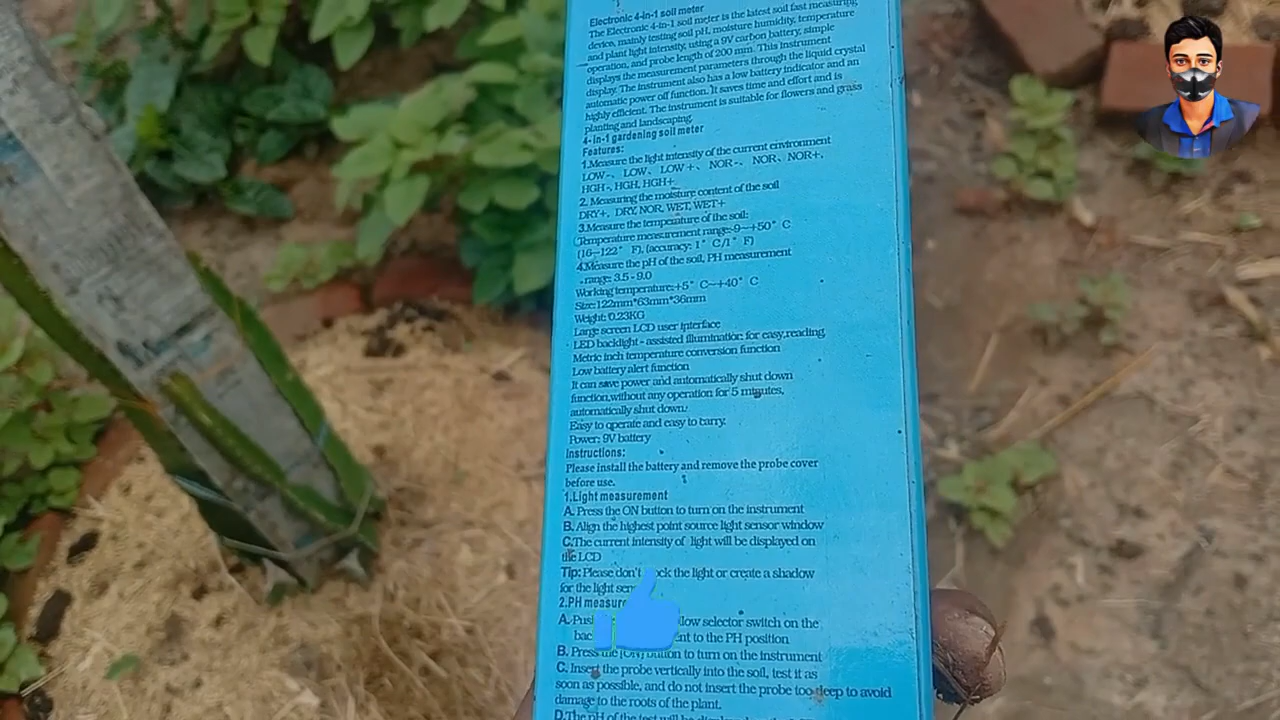 Electronic 4-in-1 soil meter
The Electronic 4-in-1 soil meter is the latest soil fast measuring
device, mainly testing soil pH, moisture humidity, temperature
and plant light intensity, using a 9V carbon battery, simple
operation, and probe length of 200 mm. This instrument
displays the measurement parameters through the liquid crystal
display. The instrument also has a low battery indicator and an
automatic power off function. It saves time and effort and is
highly efficient. The instrument is suitable for flowers and grass
planting and landscaping.
4-in-1 gardening soil meter
Features:
1.Measure the light intensity of the current environment
LOW-、 LOW、 LOW+、 NOR-、 NOR、NOR+.
HGH-, HGH, HGH+.
2. Measuring the moisture content of the soil
DRY+, DRY, NOR, WET, WET+
3.Measure the temperature of the soil:
Temperature measurement range:-9~+50° C
(16~122° F), (accuracy: 1° C/1° F)
4.Measure the pH of the soil, PH measurement
range: 3.5 - 9.0
Working temperature:+5° C~+40° C
Size:122mm*63mm*36mm
Weight: 0.23KG
Large screen LCD user interface
LED backlight - assisted illumination: for easy,reading
Metric inch temperature conversion function
Low battery alert function
It can save power and automatically shut down
function,without any operation for 5 minutes,
automatically shut down.
Easy to operate and easy to carry.
Power: 9V battery
Instructions:
Please install the battery and remove the probe cover
before use.
1.Light measurement
A. Press the ON button to turn on the instrument
B. Align the highest point source light sensor window
C.The current intensity of light will be displayed on
the LCD
Tip: Please don't the light or create a shadow
for the light
2.PH
A. selector switch on the
to the PH position
B. Press the [ON] button to turn on the instrument
C. Insert the probe vertically into the soil, test it as
soon as possible, and do not insert the probe too deep to avoid
damage to the roots of the plant.
D.The pH of the test will be